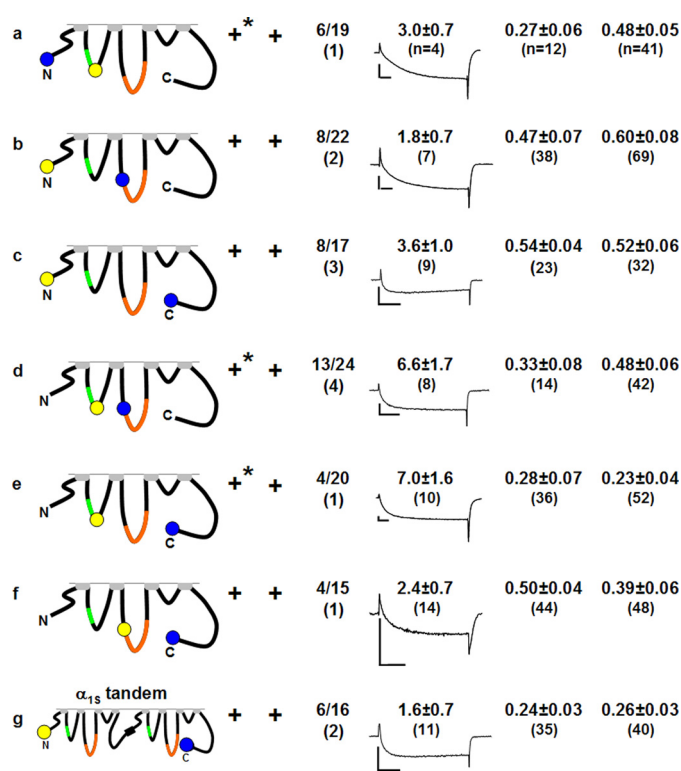 a + * + 6/19 3.0±0.7 0.27±0.06 0.48±0.05
N C (1) (n=4) (n=12) (n=41)
b + + 8/22 1.8±0.7 0.47±0.07 0.60±0.08
N C (2) (7) (38) (69)
c + + 8/17 3.6±1.0 0.54±0.04 0.52±0.06
N C (3) (9) (23) (32)
d + * + 13/24 6.6±1.7 0.33±0.08 0.48±0.06
N C (4) (8) (14) (42)
e + * + 4/20 7.0±1.6 0.28±0.07 0.23±0.04
N C (1) (10) (36) (52)
f + + 4/15 2.4±0.7 0.50±0.04 0.39±0.06
N C (1) (14) (44) (48)
α1S tandem
g + + 6/16 1.6±0.7 0.24±0.03 0.26±0.03
N C (2) (11) (35) (40)